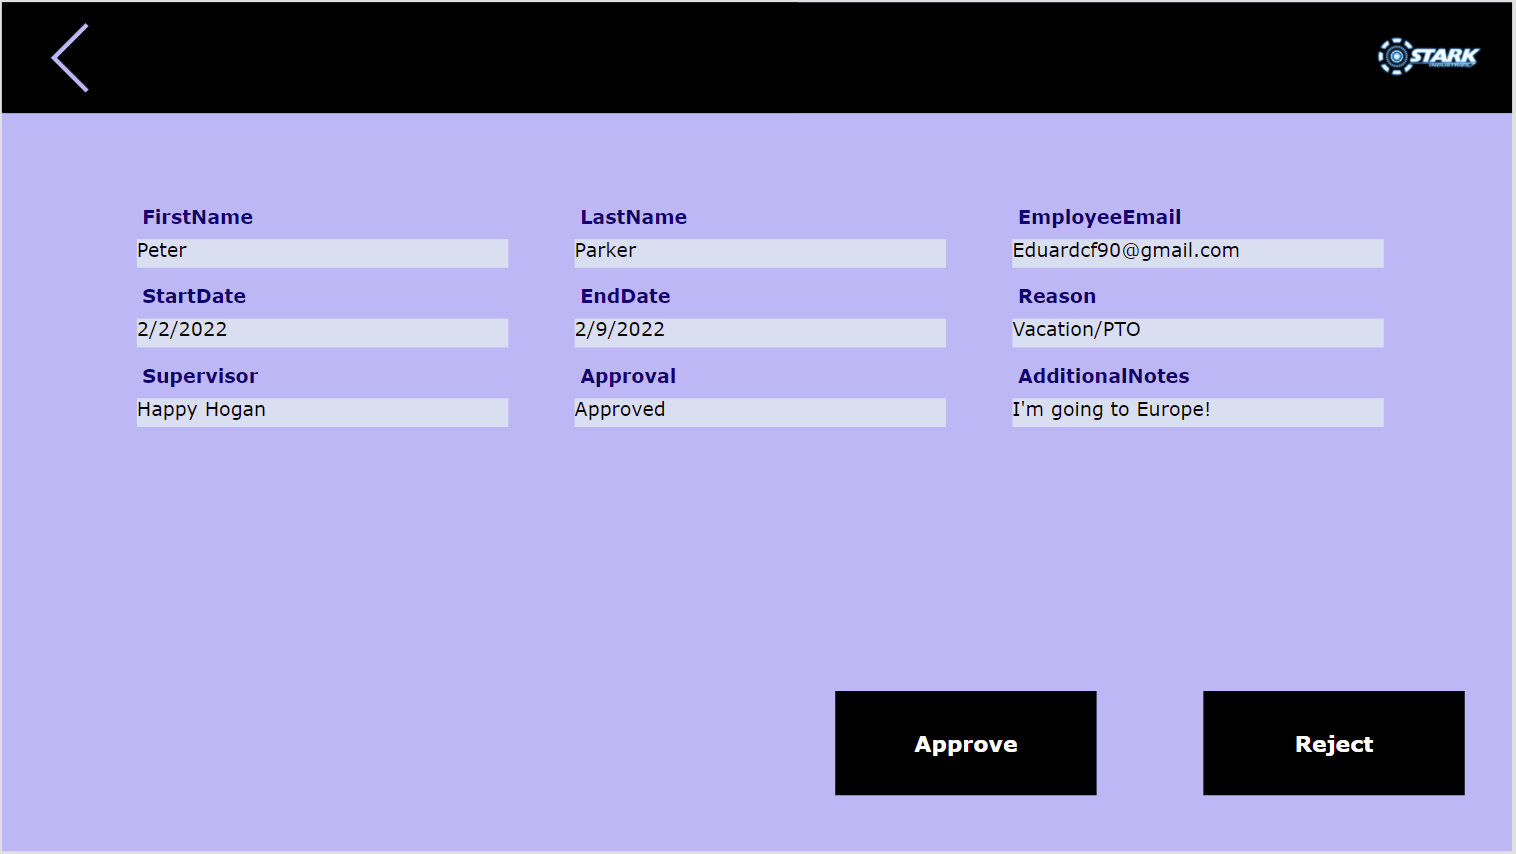 STARK
INDUSTRIES
FirstName LastName EmployeeEmail
Peter Parker Eduardcf90@gmail.com
StartDate EndDate Reason
2/2/2022 2/9/2022 Vacation/PTO
Supervisor Approval AdditionalNotes
Happy Hogan Approved I'm going to Europe!
Approve Reject